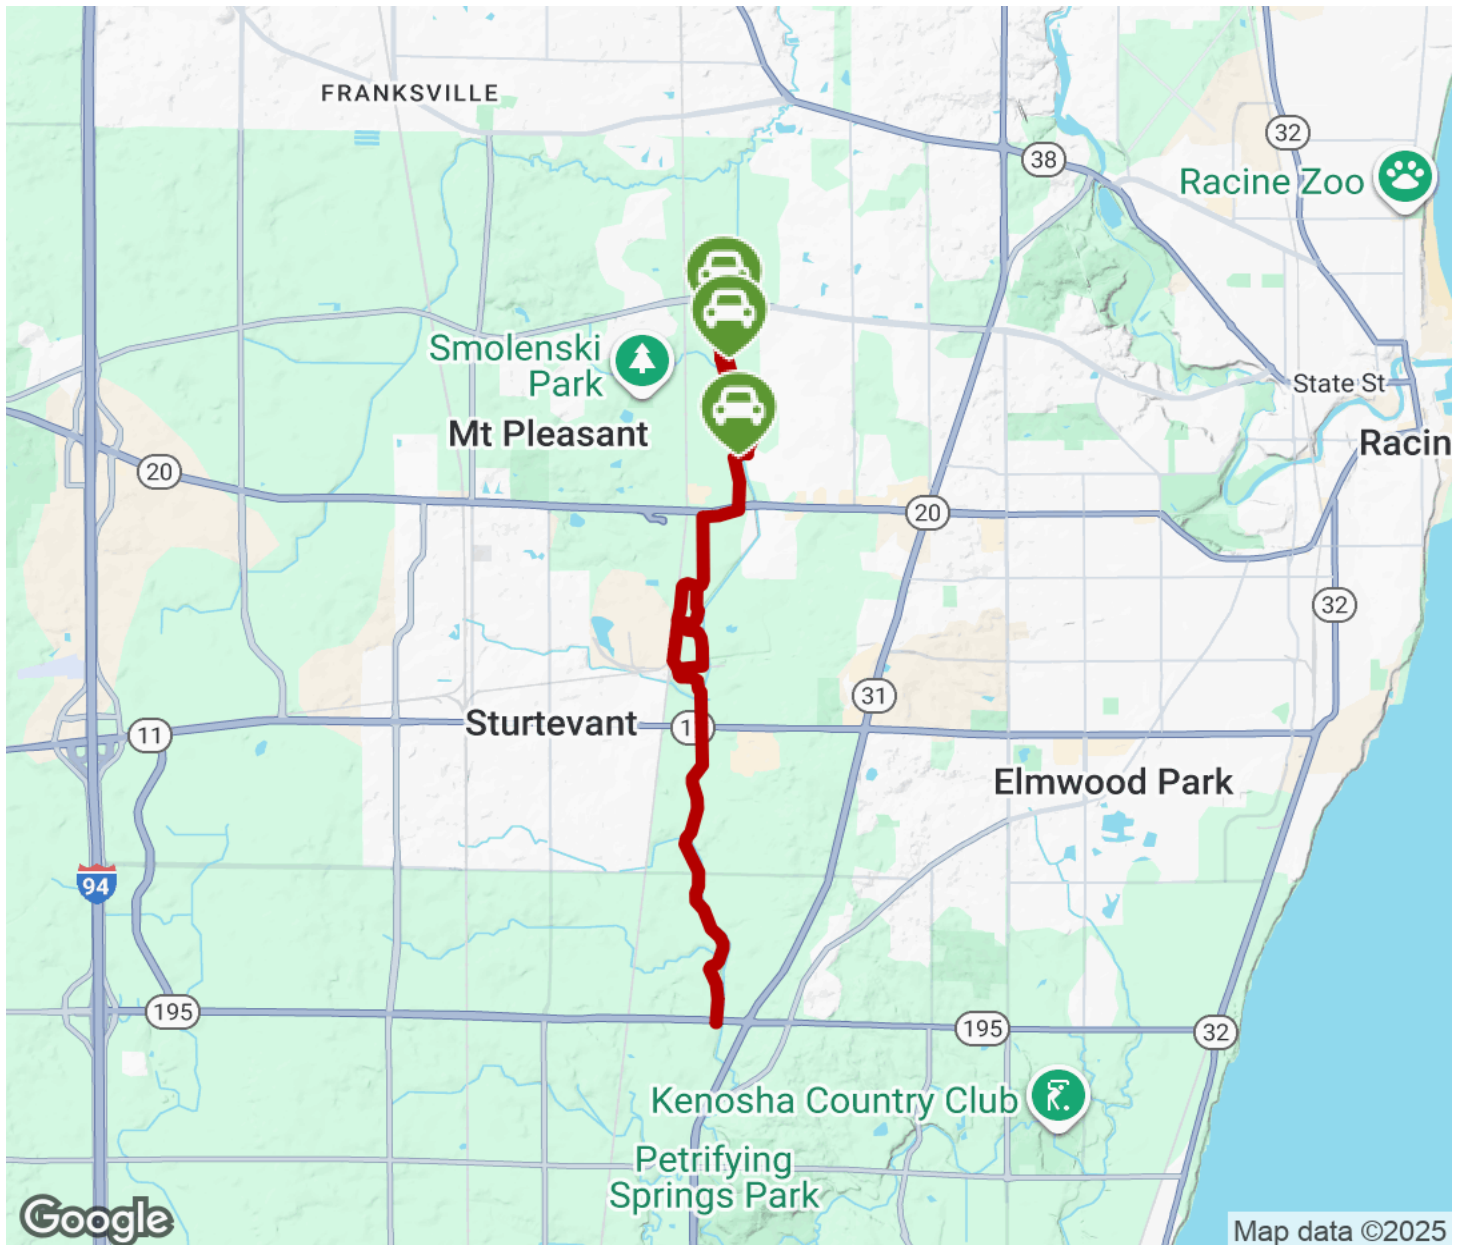 FRANKSVILLE
32
38
Racine Zoo
Smolenski
Park
State St
Mt Pleasant
Racin
20
20
32
31
Sturtevant
11
Elmwood Park
94
195
195
32
Kenosha Country Club
Petrifying
Springs Park
Google
Map data ©2025